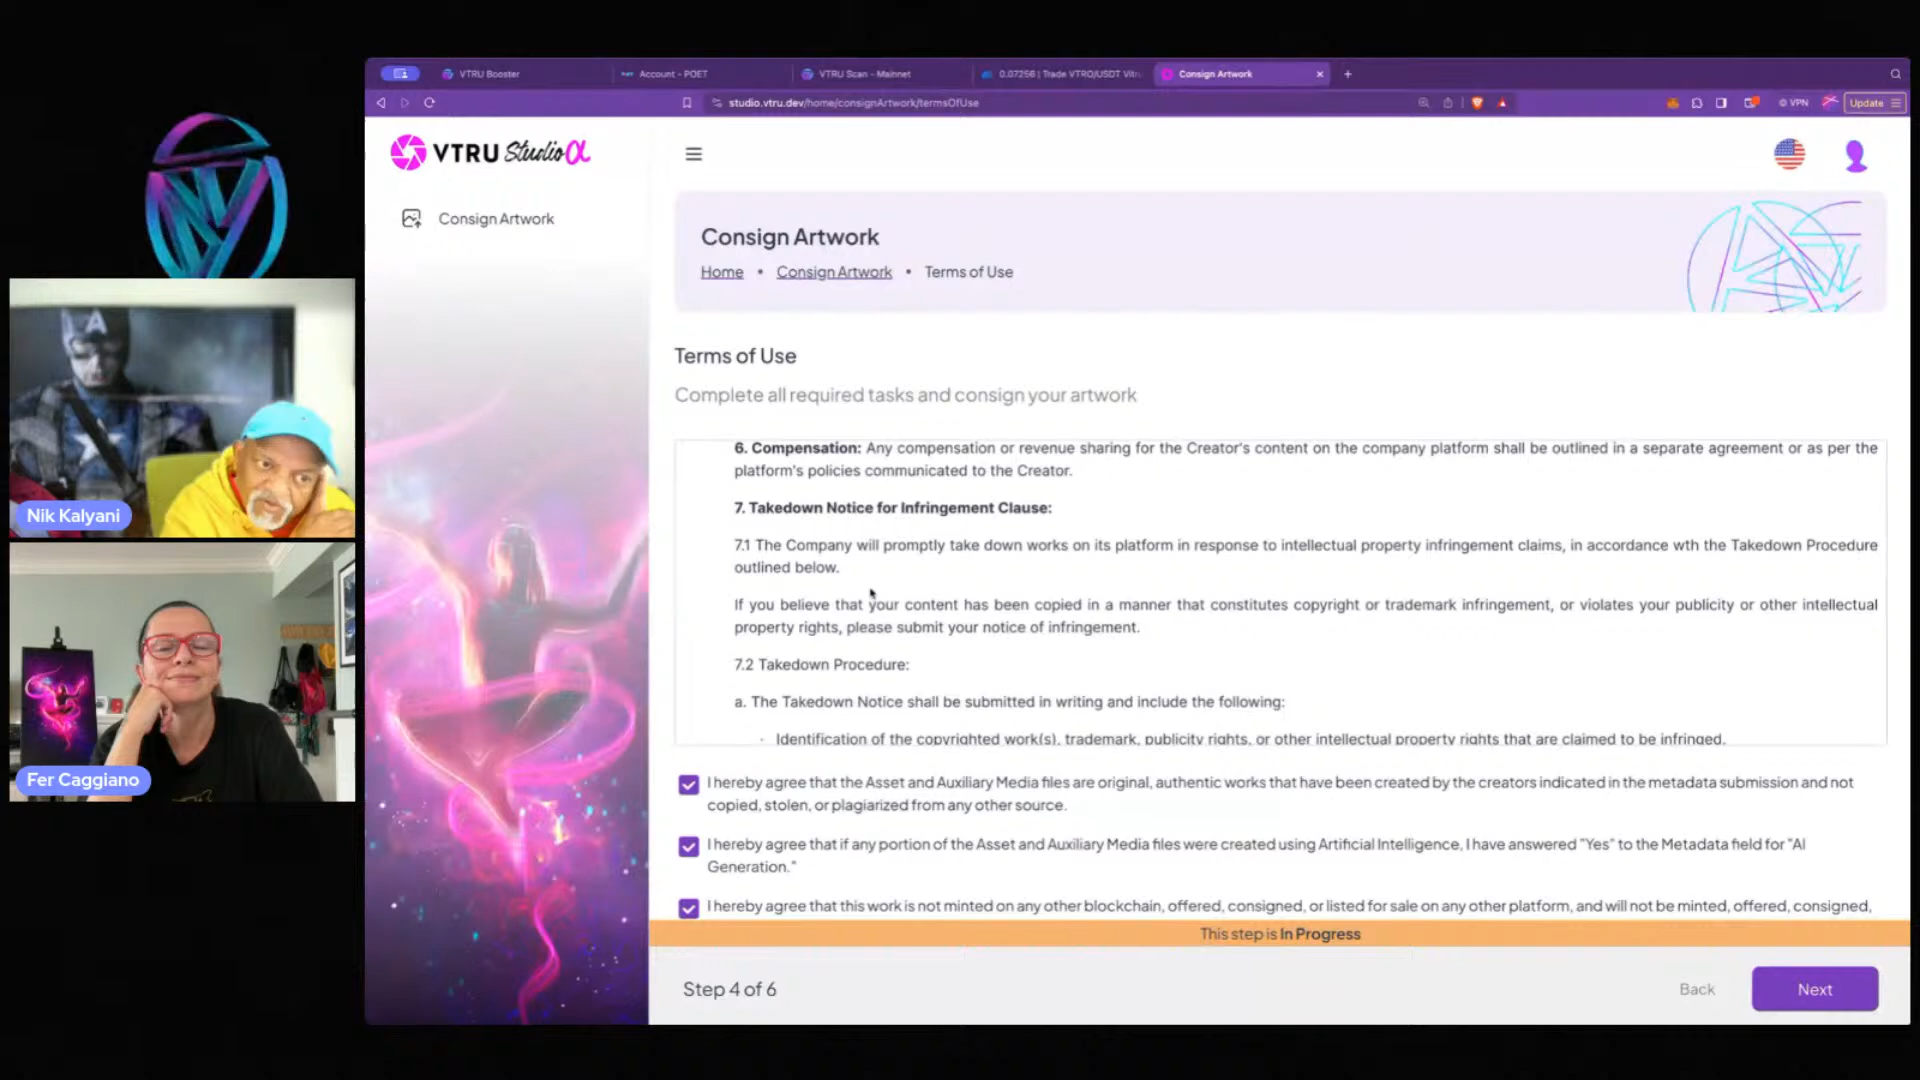 VTRU Booster
Account - POET
VTRU Scan - Mainnet
0.07256 | Trade VTRO/USDT Vitr
Consign Artwork
studio.vtru.dev/home/consignArtwork/termsOfUse
VPN
Update
VTRU Studio α
Consign Artwork
Consign Artwork
Home • Consign Artwork • Terms of Use
Terms of Use
Complete all required tasks and consign your artwork
6. Compensation: Any compensation or revenue sharing for the Creator's content on the company platform shall be outlined in a separate agreement or as per the
platform's policies communicated to the Creator.
7. Takedown Notice for Infringement Clause:
7.1 The Company will promptly take down works on its platform in response to intellectual property infringement claims, in accordance wth the Takedown Procedure
outlined below.
If you believe that your content has been copied in a manner that constitutes copyright or trademark infringement, or violates your publicity or other intellectual
property rights, please submit your notice of infringement.
7.2 Takedown Procedure:
a. The Takedown Notice shall be submitted in writing and include the following:
· Identification of the copyrighted work(s), trademark, publicity rights, or other intellectual property rights that are claimed to be infringed.
I hereby agree that the Asset and Auxiliary Media files are original, authentic works that have been created by the creators indicated in the metadata submission and not
copied, stolen, or plagiarized from any other source.
I hereby agree that if any portion of the Asset and Auxiliary Media files were created using Artificial Intelligence, I have answered "Yes" to the Metadata field for "AI
Generation."
I hereby agree that this work is not minted on any other blockchain, offered, consigned, or listed for sale on any other platform, and will not be minted, offered, consigned,
This step is In Progress
Step 4 of 6
Back
Next
LA
Nik Kalyani
Fer Caggiano